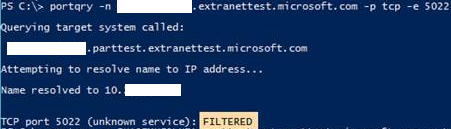 PS C:\> portqry -n .extranettest.microsoft.com -p tcp -e 5022
Querying target system called:
.parttest.extranettest.microsoft.com
Attempting to resolve name to IP address...
Name resolved to 10.
TCP port 5022 (unknown service): FILTERED